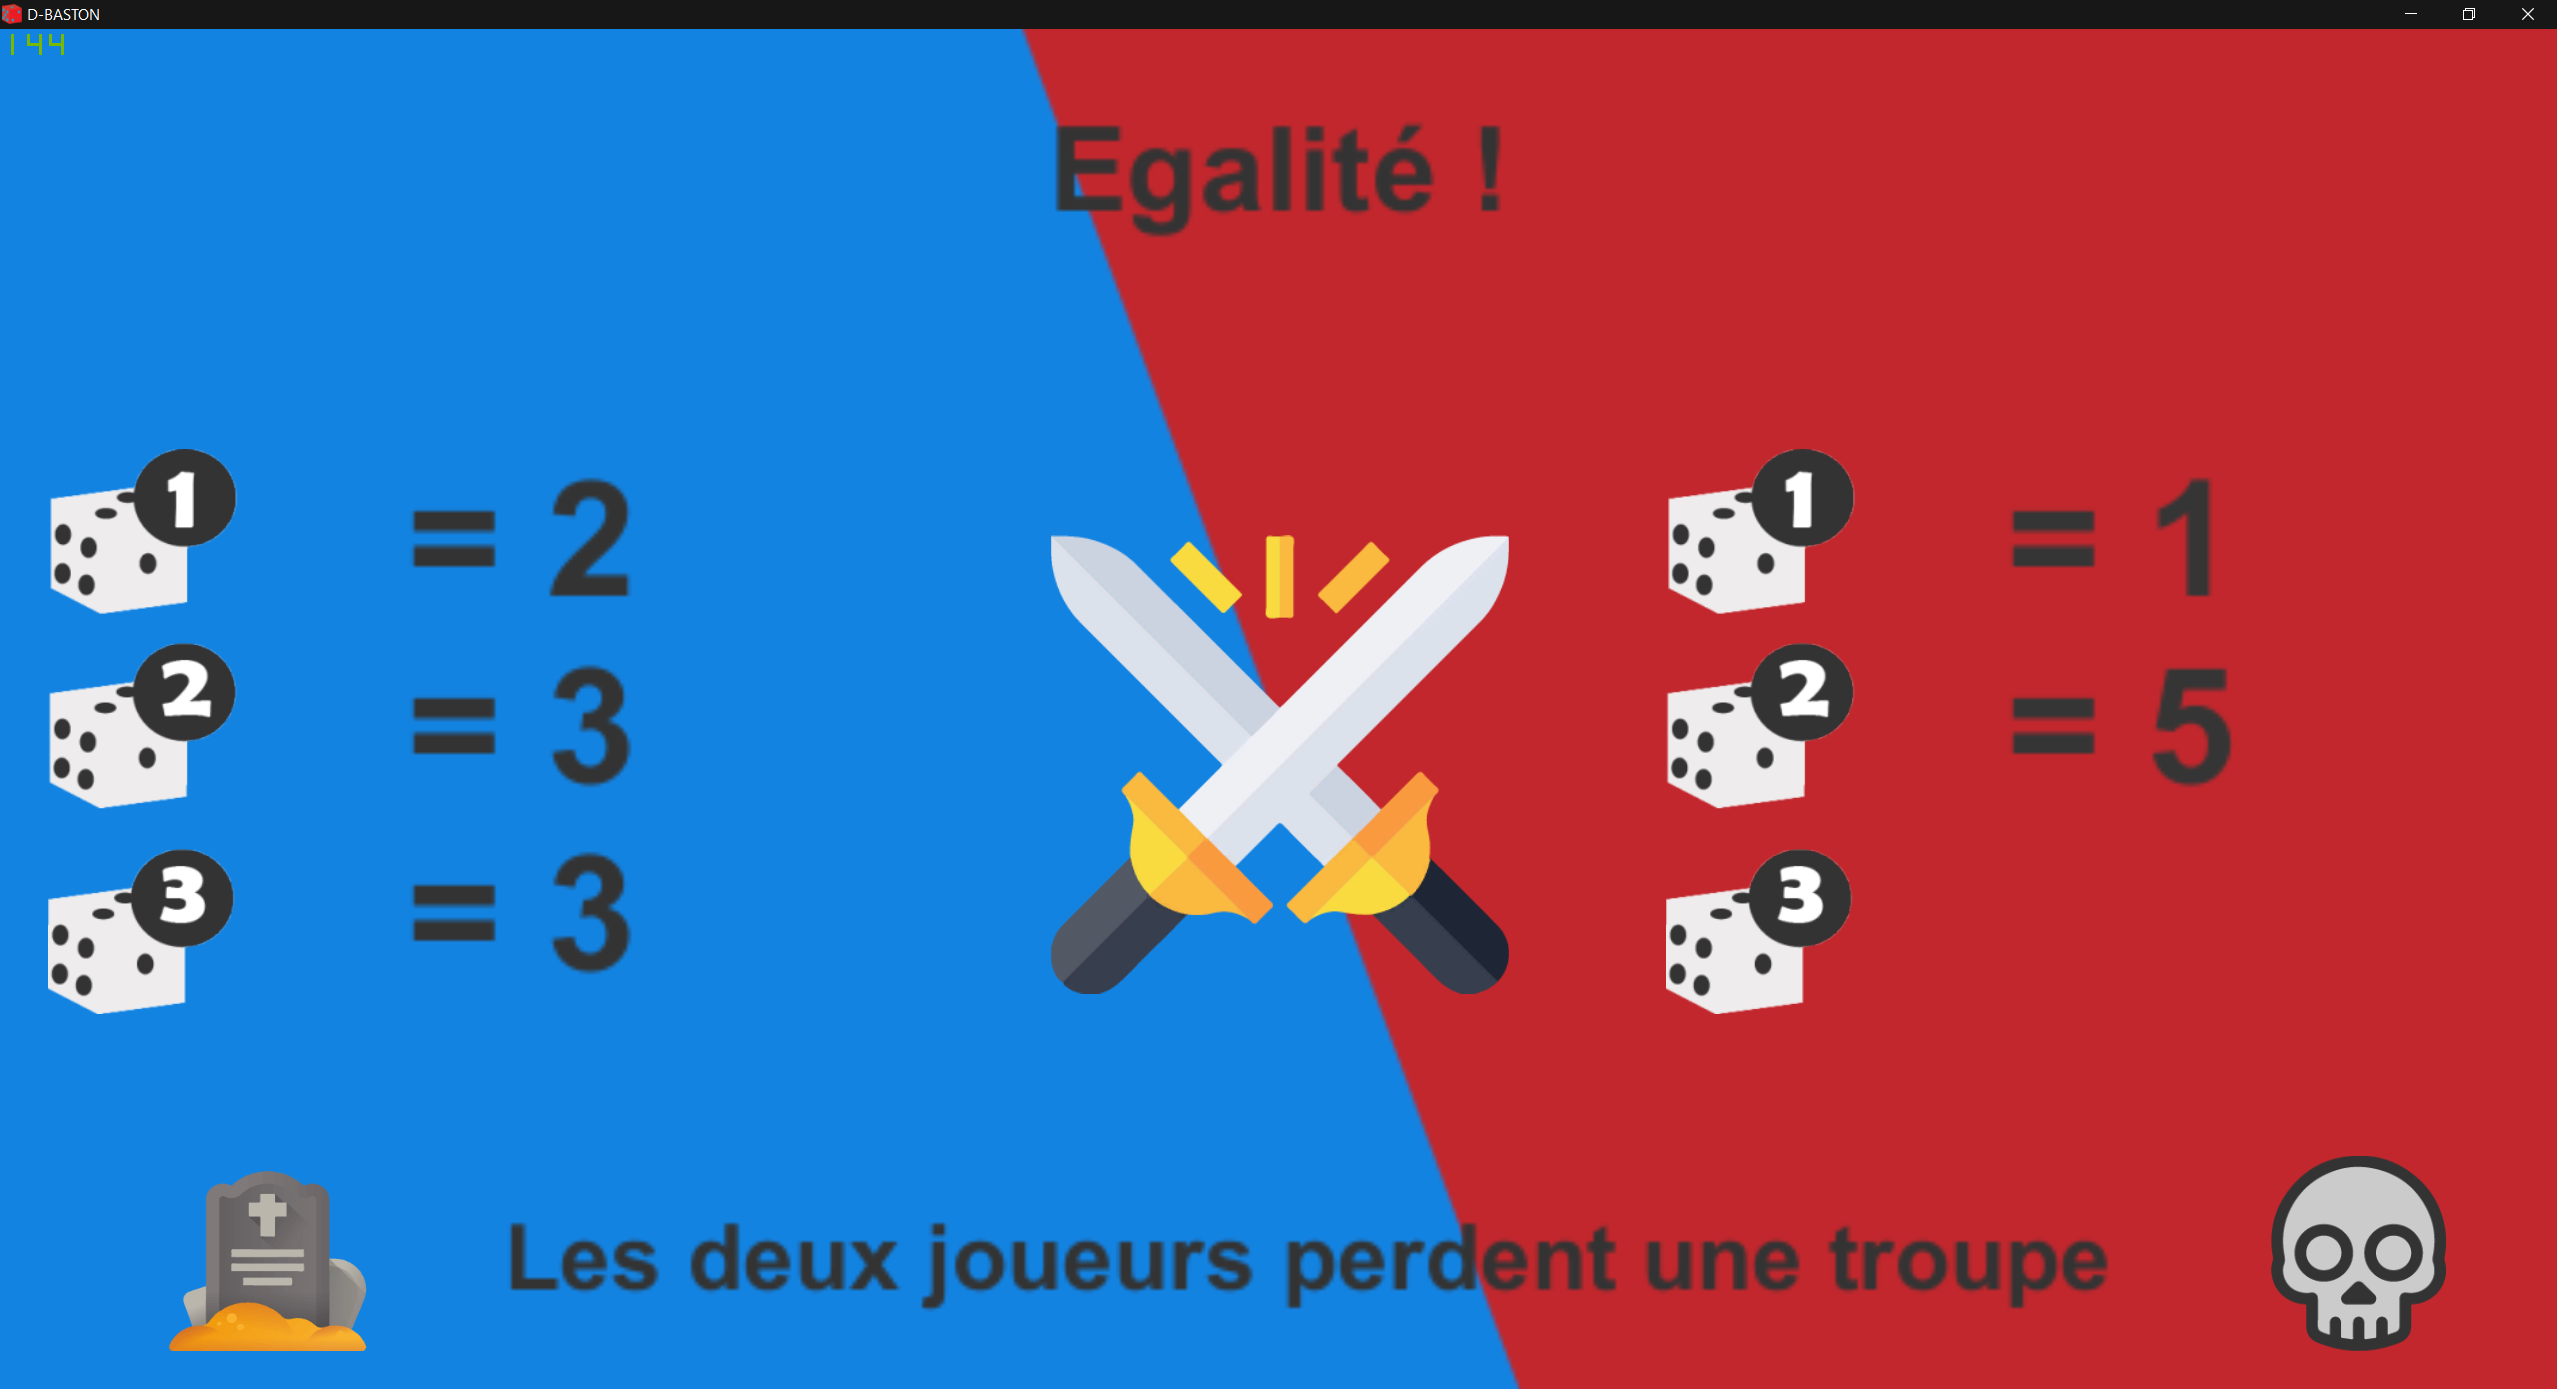 D-BASTON
144
Egalité !
1 = 2
1 = 1
2 = 3
2 = 5
3 = 3
3
Les deux joueurs perdent une troupe